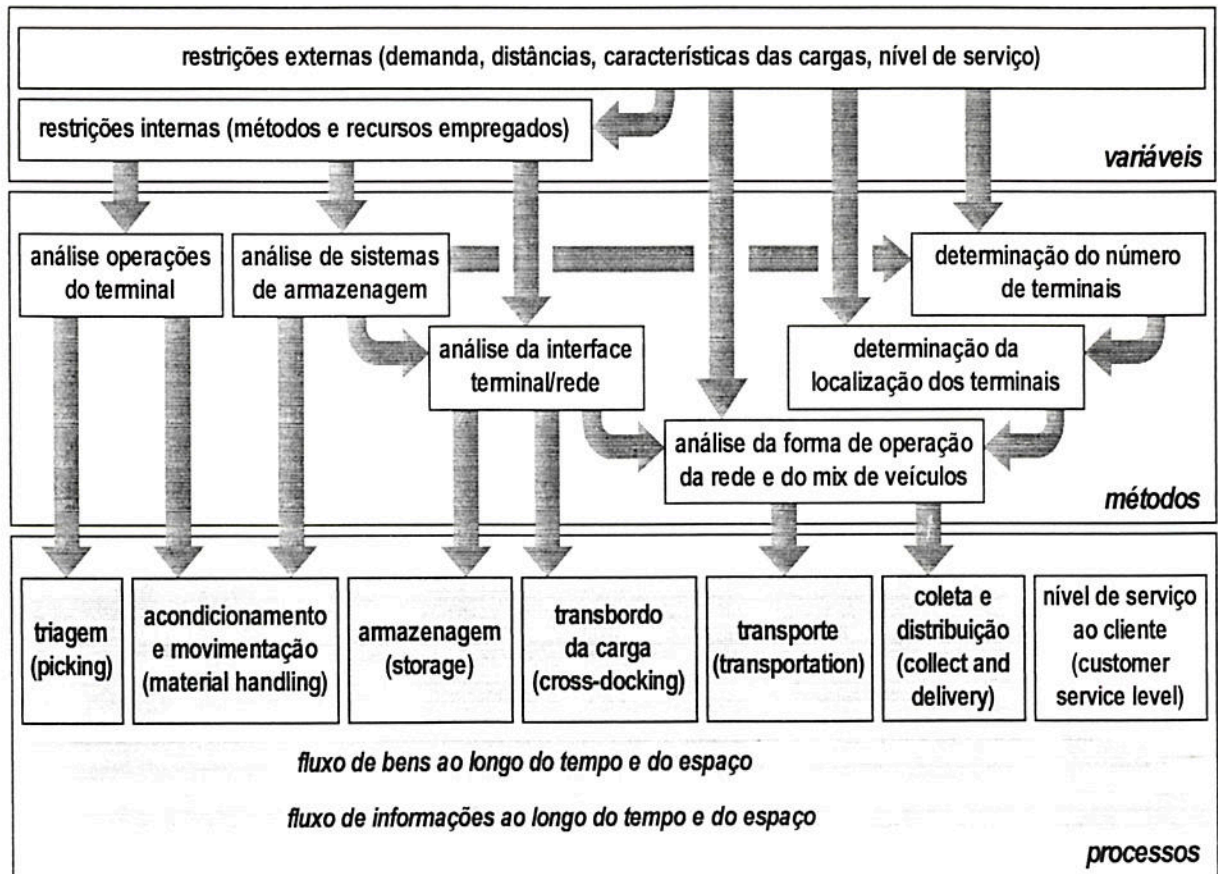 restrições externas (demanda, distâncias, características das cargas, nível de serviço)
restrições internas (métodos e recursos empregados)
variáveis
análise operações
do terminal
análise de sistemas
de armazenagem
determinação do número
de terminais
análise da interface
terminal/rede
determinação da
localização dos terminais
análise da forma de operação
da rede e do mix de veículos
métodos
triagem
(picking)
acondicionamento
e movimentação
(material handling)
armazenagem
(storage)
transbordo
da carga
(cross-docking)
transporte
(transportation)
coleta e
distribuição
(collect and
delivery)
nível de serviço
ao cliente
(customer
service level)
fluxo de bens ao longo do tempo e do espaço
fluxo de informações ao longo do tempo e do espaço
processos